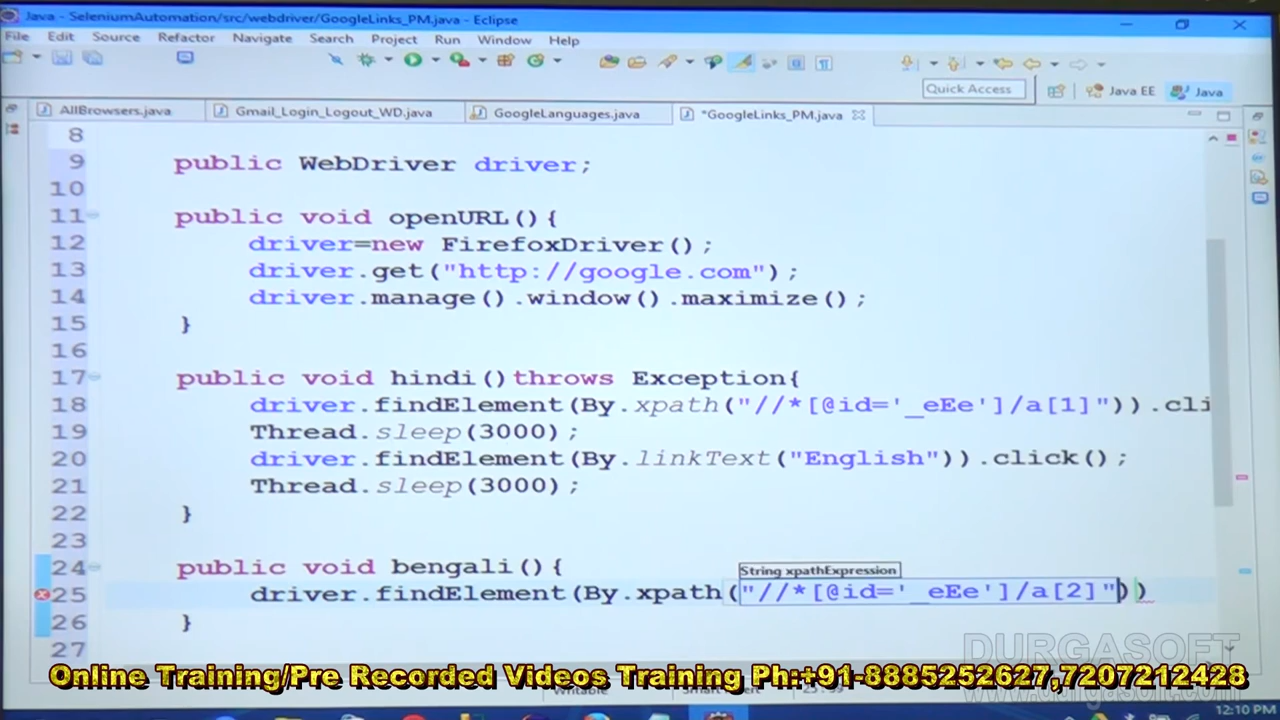 Java - SeleniumAutomation/src/webdriver/GoogleLinks_PM.java - Eclipse
File Edit Source Refactor Navigate Search Project Run Window Help
Quick Access Java EE Java
AllBrowsers.java Gmail_Login_Logout_WD.java GoogleLanguages.java *GoogleLinks_PM.java
8
9 public WebDriver driver;
10
11 public void openURL(){
12 driver=new FirefoxDriver();
13 driver.get("http://google.com");
14 driver.manage().window().maximize();
15 }
16
17 public void hindi()throws Exception{
18 driver.findElement(By.xpath("//*[@id='_eEe']/a[1]")).cli
19 Thread.sleep(3000);
20 driver.findElement(By.linkText("English")).click();
21 Thread.sleep(3000);
22 }
23
24 public void bengali(){
String xpathExpression
25 driver.findElement(By.xpath("//*[@id='_eEe']/a[2]"))
26 }
27
DURGASOFT
Online Training/Pre Recorded Videos Training Ph:+91-8885252627,7207212428
12:10 PM